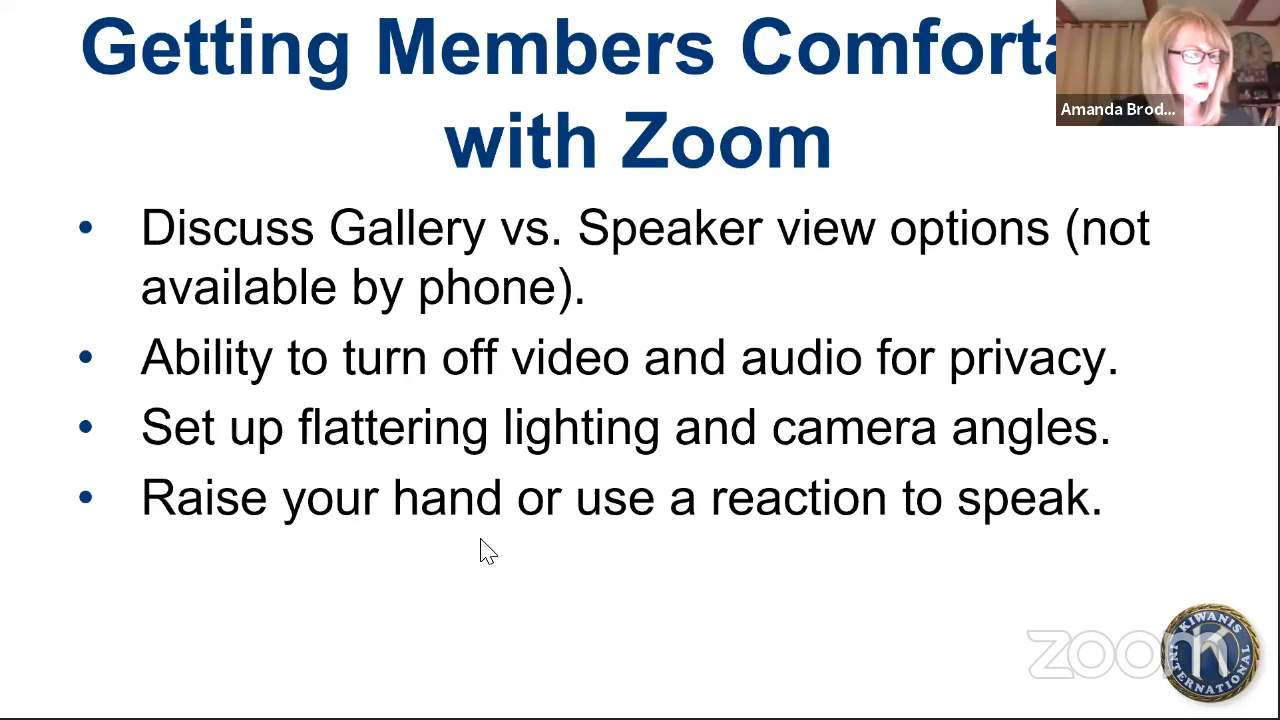 Getting Members Comforta
with Zoom
Amanda Brod...
• Discuss Gallery vs. Speaker view options (not
available by phone).
• Ability to turn off video and audio for privacy.
• Set up flattering lighting and camera angles.
• Raise your hand or use a reaction to speak.
zoom
KIWANIS
K
INTERNATIONAL